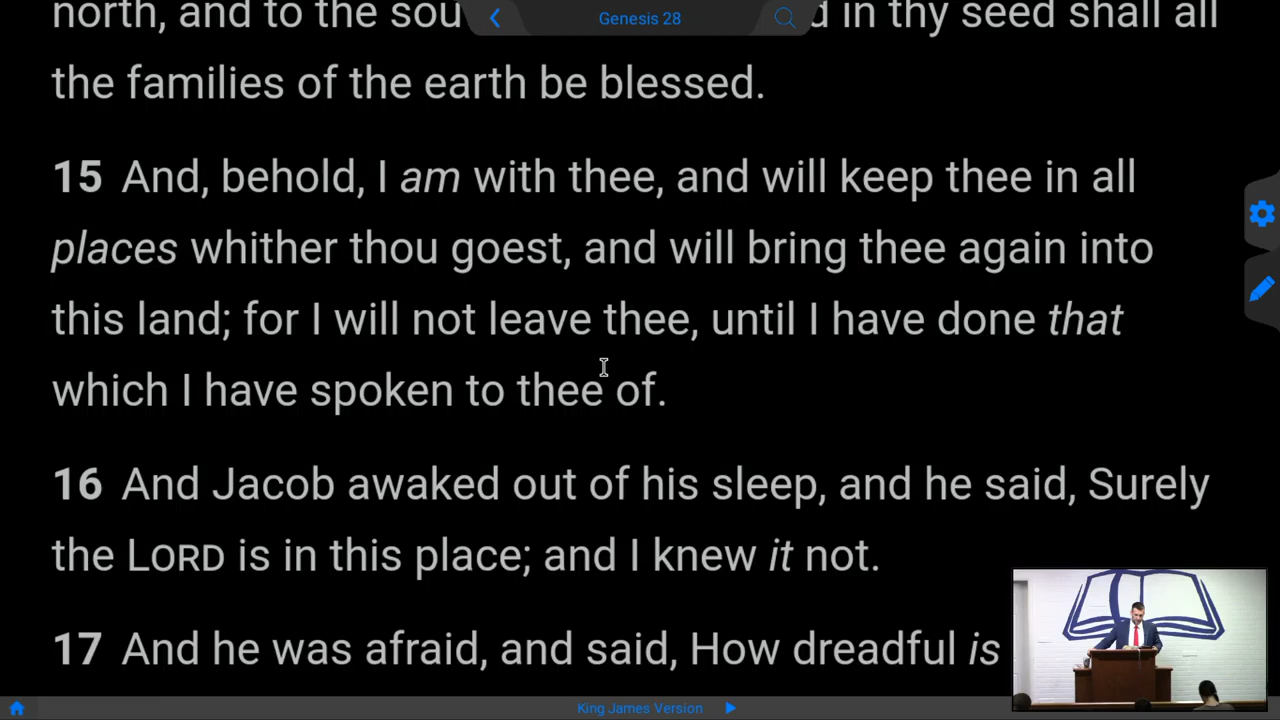 Genesis 28
north, and to the sou d in thy seed shall all
the families of the earth be blessed.
15 And, behold, I am with thee, and will keep thee in all
places whither thou goest, and will bring thee again into
this land; for I will not leave thee, until I have done that
which I have spoken to thee of.
16 And Jacob awaked out of his sleep, and he said, Surely
the LORD is in this place; and I knew it not.
17 And he was afraid, and said, How dreadful is
King James Version